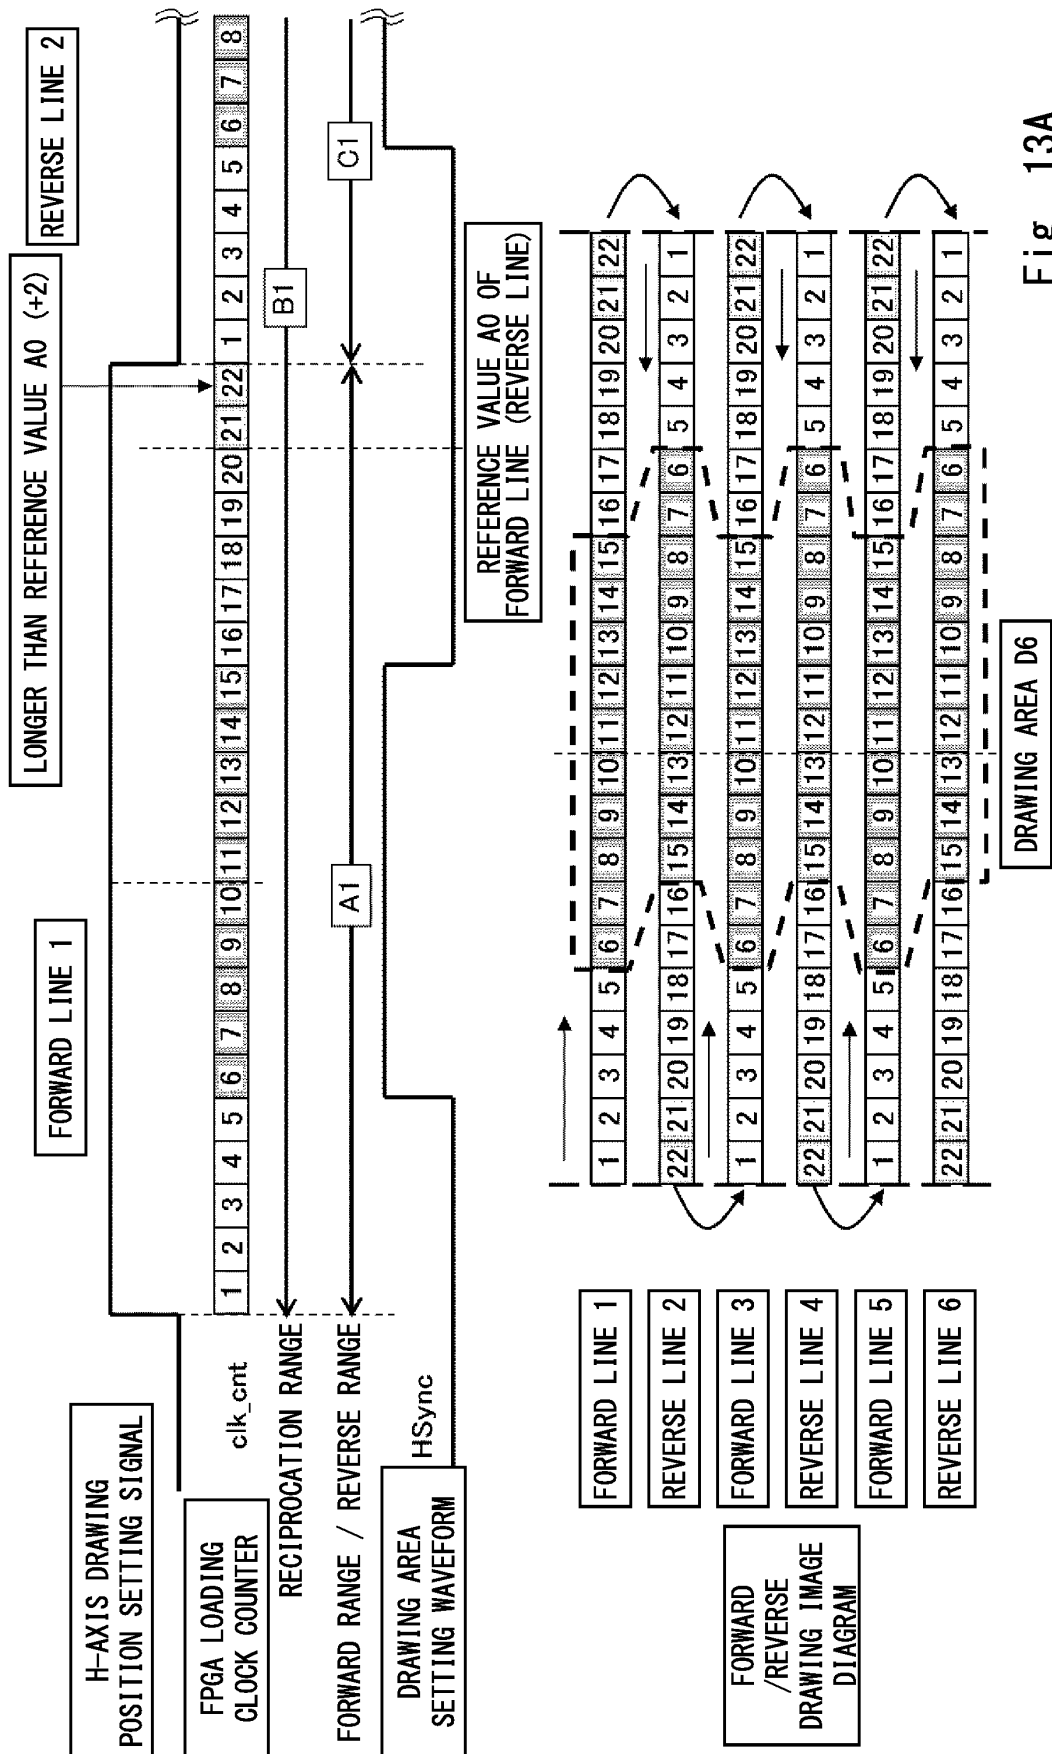 FORWARD LINE 1
LONGER THAN REFERENCE VALUE A0 (+2)
REVERSE LINE 2
H-AXIS DRAWING
POSITION SETTING SIGNAL
FPGA LOADING
CLOCK COUNTER
clk_cnt
1 2 3 4 5 6 7 8 9 10 11 12 13 14 15 16 17 18 19 20 21 22 1 2 3 4 5 6 7 8
RECIPROCATION RANGE
B1
FORWARD RANGE / REVERSE RANGE
A1
C1
DRAWING AREA
SETTING WAVEFORM
HSync
REFERENCE VALUE A0 OF
FORWARD LINE (REVERSE LINE)
FORWARD
/REVERSE
DRAWING IMAGE
DIAGRAM
FORWARD LINE 1
1 2 3 4 5 6 7 8 9 10 11 12 13 14 15 16 17 18 19 20 21 22
REVERSE LINE 2
22 21 20 19 18 17 16 15 14 13 12 11 10 9 8 7 6 5 4 3 2 1
FORWARD LINE 3
1 2 3 4 5 6 7 8 9 10 11 12 13 14 15 16 17 18 19 20 21 22
REVERSE LINE 4
22 21 20 19 18 17 16 15 14 13 12 11 10 9 8 7 6 5 4 3 2 1
FORWARD LINE 5
1 2 3 4 5 6 7 8 9 10 11 12 13 14 15 16 17 18 19 20 21 22
REVERSE LINE 6
22 21 20 19 18 17 16 15 14 13 12 11 10 9 8 7 6 5 4 3 2 1
DRAWING AREA D6
Fig. 13A